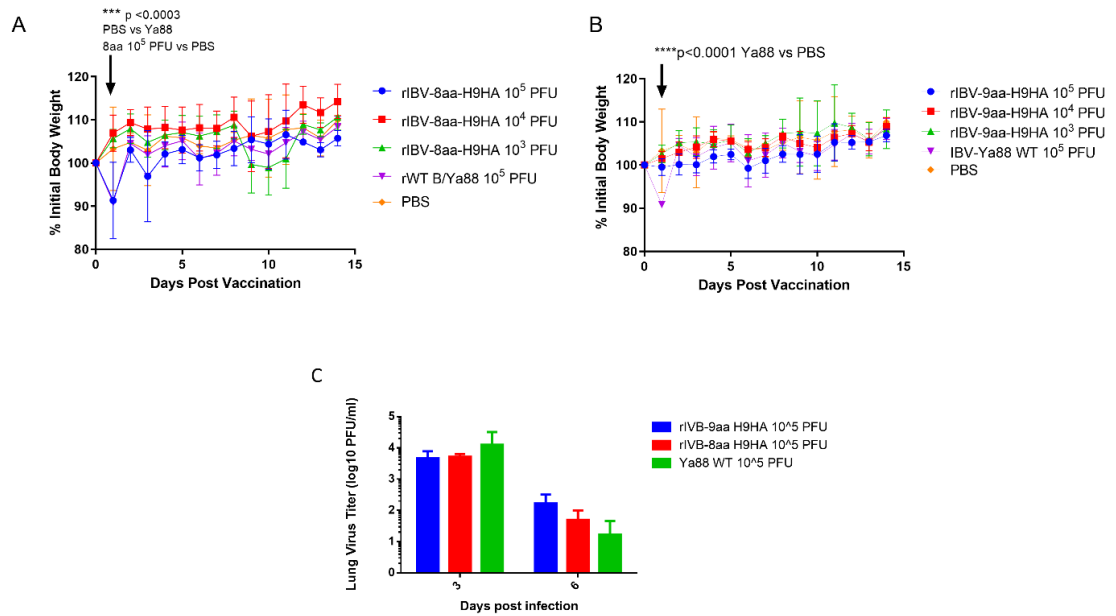 A
*** p <0.0003
PBS vs Ya88
8aa 10⁵ PFU vs PBS
% Initial Body Weight
120
110
100
90
80
0
5
10
15
Days Post Vaccination
rIBV-8aa-H9HA 10⁵ PFU
rIBV-8aa-H9HA 10⁴ PFU
rIBV-8aa-H9HA 10³ PFU
rWT B/Ya88 10⁵ PFU
PBS
B
****p<0.0001 Ya88 vs PBS
% Initial Body Weight
120
110
100
90
80
0
5
10
15
Days Post Vaccination
rIBV-9aa-H9HA 10⁵ PFU
rIBV-9aa-H9HA 10⁴ PFU
rIBV-9aa-H9HA 10³ PFU
IBV-Ya88 WT 10⁵ PFU
PBS
C
Lung Virus Titer (log10 PFU/ml)
5
4
3
2
1
0
3
6
Days post infection
rIVB-9aa H9HA 10^5 PFU
rIVB-8aa H9HA 10^5 PFU
Ya88 WT 10^5 PFU